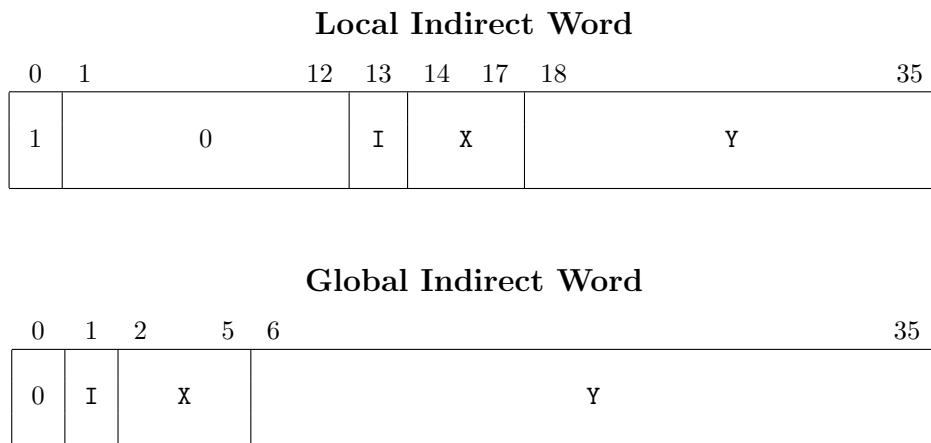 Local Indirect Word
0 1 12 13 14 17 18 35
1 0 I X Y
Global Indirect Word
0 1 2 5 6 35
0 I X Y